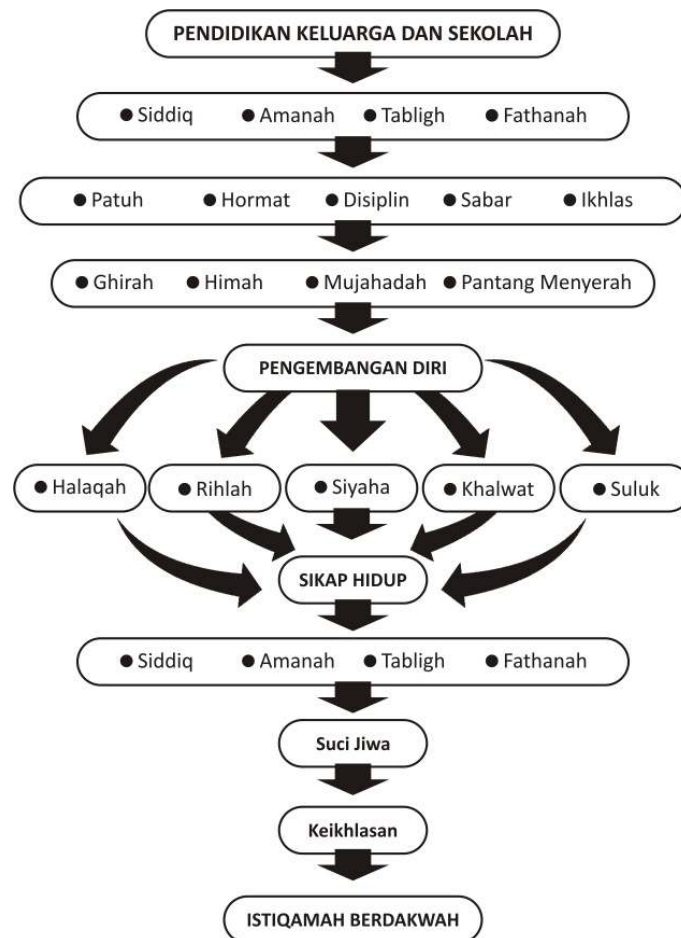 PENDIDIKAN KELUARGA DAN SEKOLAH
● Siddiq ● Amanah ● Tabligh ● Fathanah
● Patuh ● Hormat ● Disiplin ● Sabar ● Ikhlas
● Ghirah ● Himah ● Mujahadah ● Pantang Menyerah
PENGEMBANGAN DIRI
● Halaqah ● Rihlah ● Siyaha ● Khalwat ● Suluk
SIKAP HIDUP
● Siddiq ● Amanah ● Tabligh ● Fathanah
Suci Jiwa
Keikhlasan
ISTIQAMAH BERDAKWAH